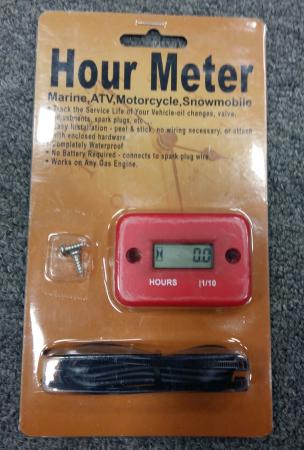 Hour Meter
Marine,ATV,Motorcycle,Snowmobile
• Track the Service Life of Your Vehicle-oil changes, valve
adjustments, spark plugs, etc...
• Easy Installation - peel & stick, no wiring necessary, or attach
with enclosed hardware.
• Completely Waterproof
• No Battery Required - connects to spark plug wire.
• Works on Any Gas Engine.
H 0.0
HOURS |1/10